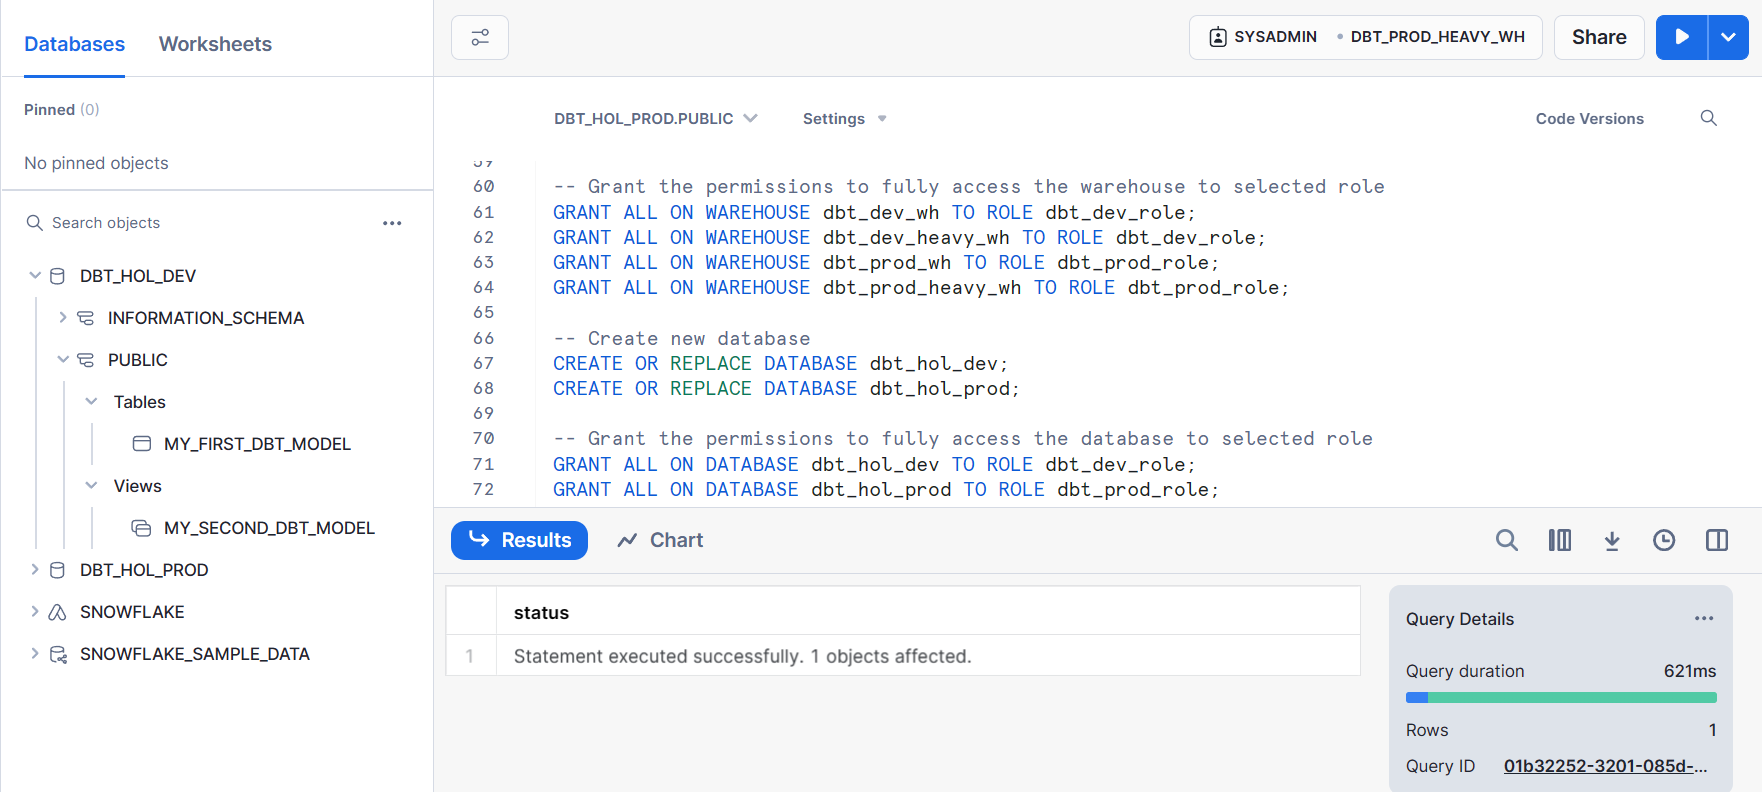 Databases
Worksheets
Pinned (0)
No pinned objects
Search objects
DBT_HOL_DEV
INFORMATION_SCHEMA
PUBLIC
Tables
MY_FIRST_DBT_MODEL
Views
MY_SECOND_DBT_MODEL
DBT_HOL_PROD
SNOWFLAKE
SNOWFLAKE_SAMPLE_DATA
SYSADMIN • DBT_PROD_HEAVY_WH
Share
DBT_HOL_PROD.PUBLIC
Settings
Code Versions
59
60 -- Grant the permissions to fully access the warehouse to selected role
61 GRANT ALL ON WAREHOUSE dbt_dev_wh TO ROLE dbt_dev_role;
62 GRANT ALL ON WAREHOUSE dbt_dev_heavy_wh TO ROLE dbt_dev_role;
63 GRANT ALL ON WAREHOUSE dbt_prod_wh TO ROLE dbt_prod_role;
64 GRANT ALL ON WAREHOUSE dbt_prod_heavy_wh TO ROLE dbt_prod_role;
65
66 -- Create new database
67 CREATE OR REPLACE DATABASE dbt_hol_dev;
68 CREATE OR REPLACE DATABASE dbt_hol_prod;
69
70 -- Grant the permissions to fully access the database to selected role
71 GRANT ALL ON DATABASE dbt_hol_dev TO ROLE dbt_dev_role;
72 GRANT ALL ON DATABASE dbt_hol_prod TO ROLE dbt_prod_role;
Results
Chart
status
1 Statement executed successfully. 1 objects affected.
Query Details
Query duration 621ms
Rows 1
Query ID 01b32252-3201-085d-...